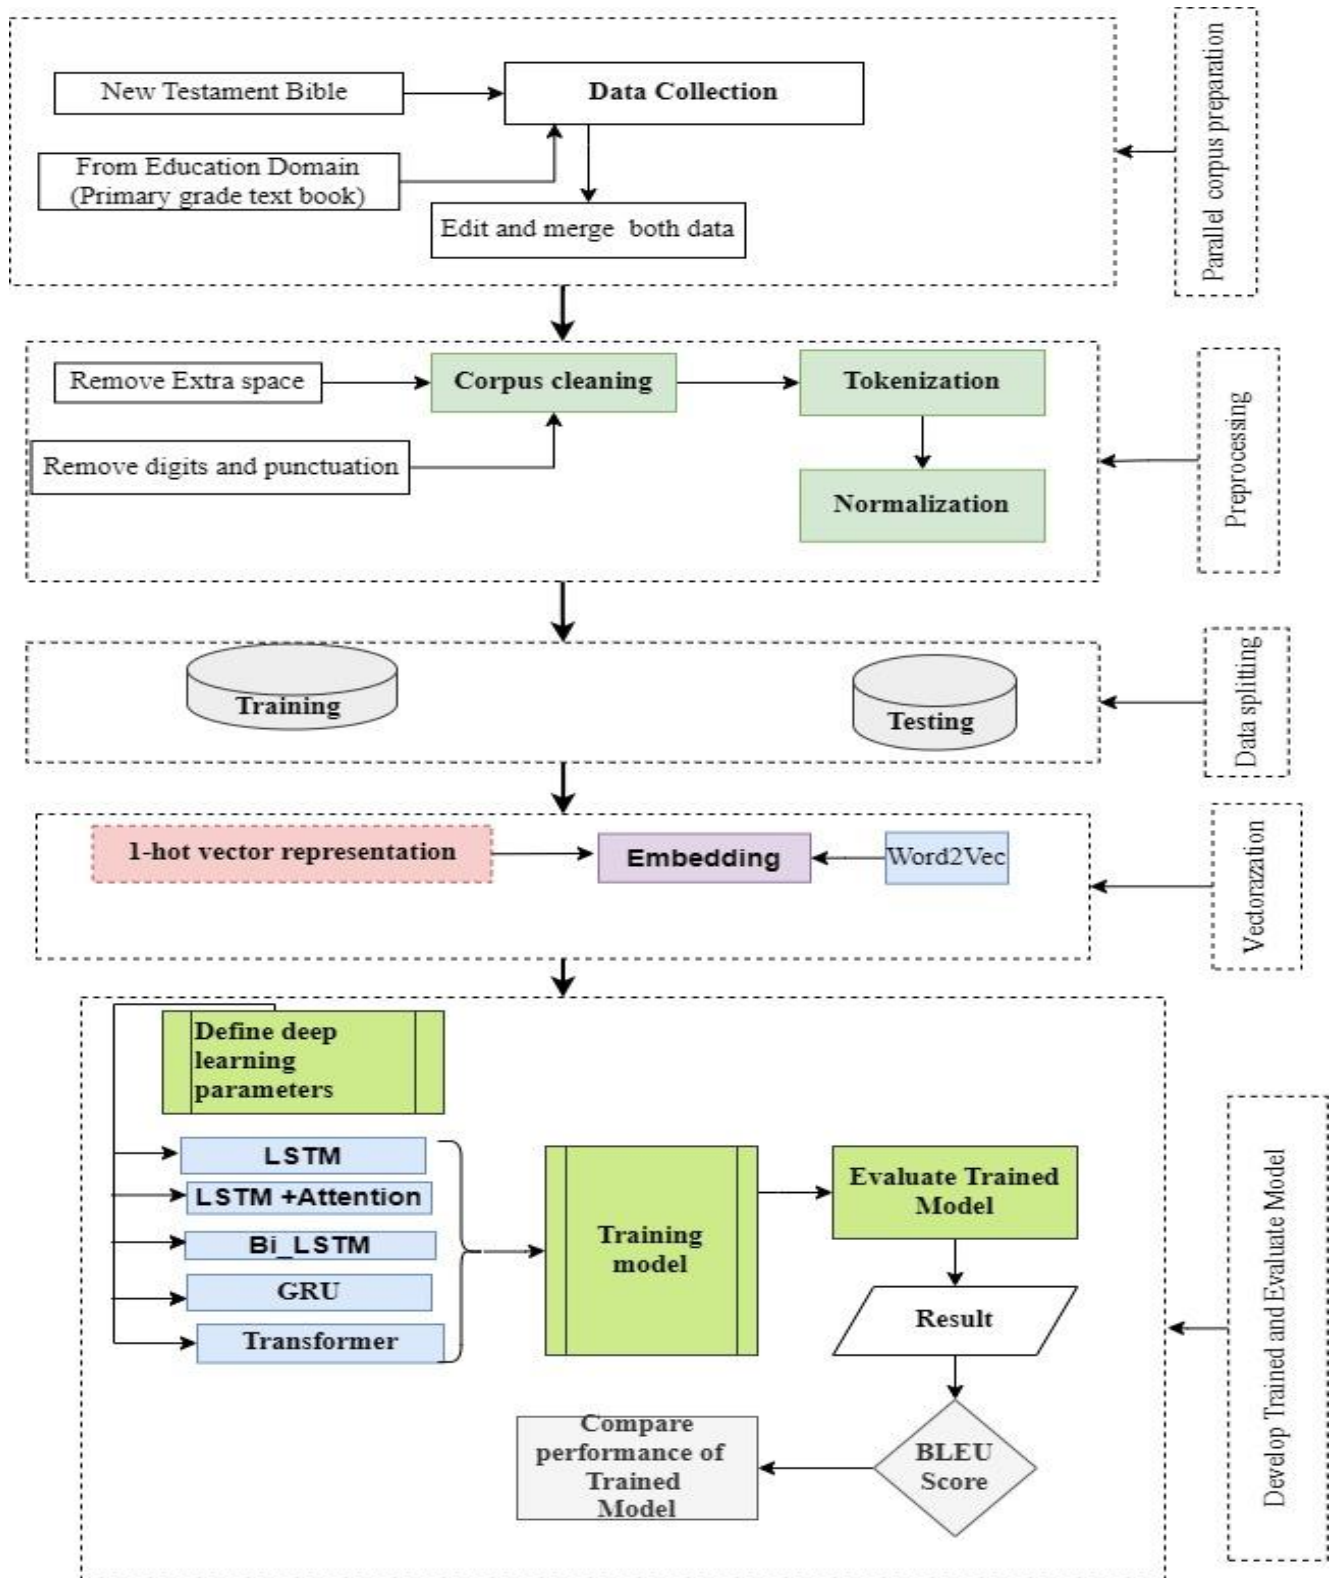 New Testament Bible
Data Collection
From Education Domain
(Primary grade text book)
Edit and merge both data
Parallel corpus preparation
Remove Extra space
Corpus cleaning
Tokenization
Remove digits and punctuation
Normalization
Preprocessing
Training
Testing
Data splitting
1-hot vector representation
Embedding
Word2Vec
Vectorazation
Define deep
learning
parameters
LSTM
LSTM +Attention
Bi_LSTM
GRU
Transformer
Training
model
Evaluate Trained
Model
Result
BLEU
Score
Compare
performance of
Trained
Model
Develop Trained and Evaluate Model